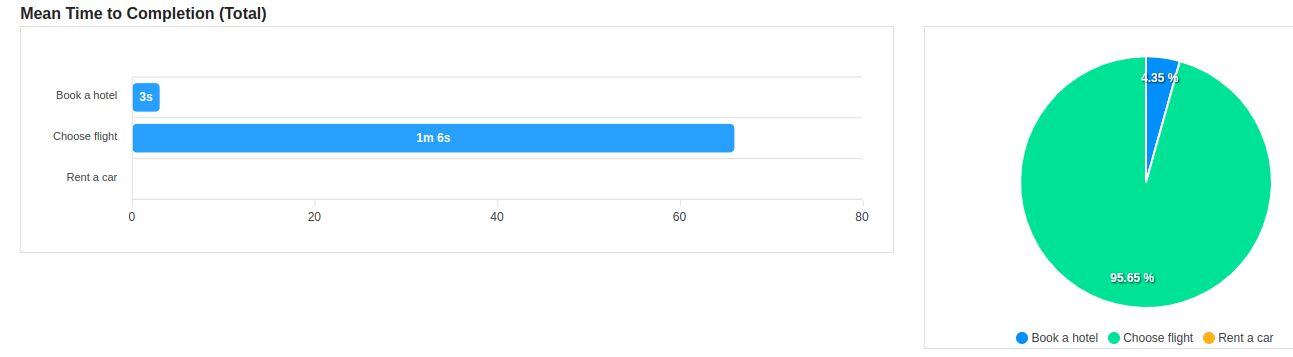 Mean Time to Completion (Total)
Book a hotel
3s
Choose flight
1m 6s
Rent a car
0 20 40 60 80
4.35 %
95.65 %
Book a hotel Choose flight Rent a car